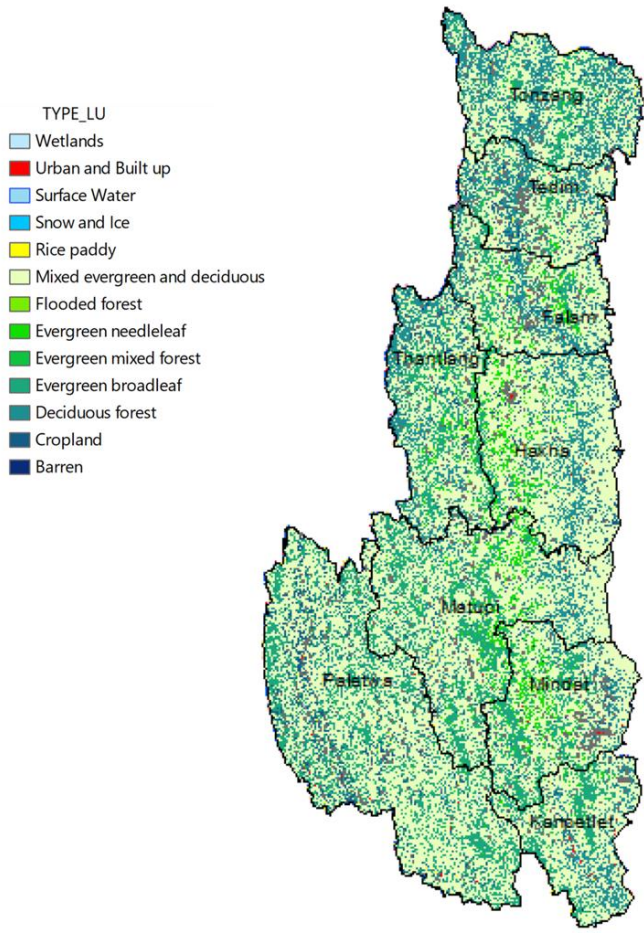 TYPE_LU
Wetlands
Urban and Built up
Surface Water
Snow and Ice
Rice paddy
Mixed evergreen and deciduous
Flooded forest
Evergreen needleleaf
Evergreen mixed forest
Evergreen broadleaf
Deciduous forest
Cropland
Barren
Tonzang
Tedim
Falam
Thantlang
Hakha
Matupi
Paletwa
Mindat
Kanpetlet